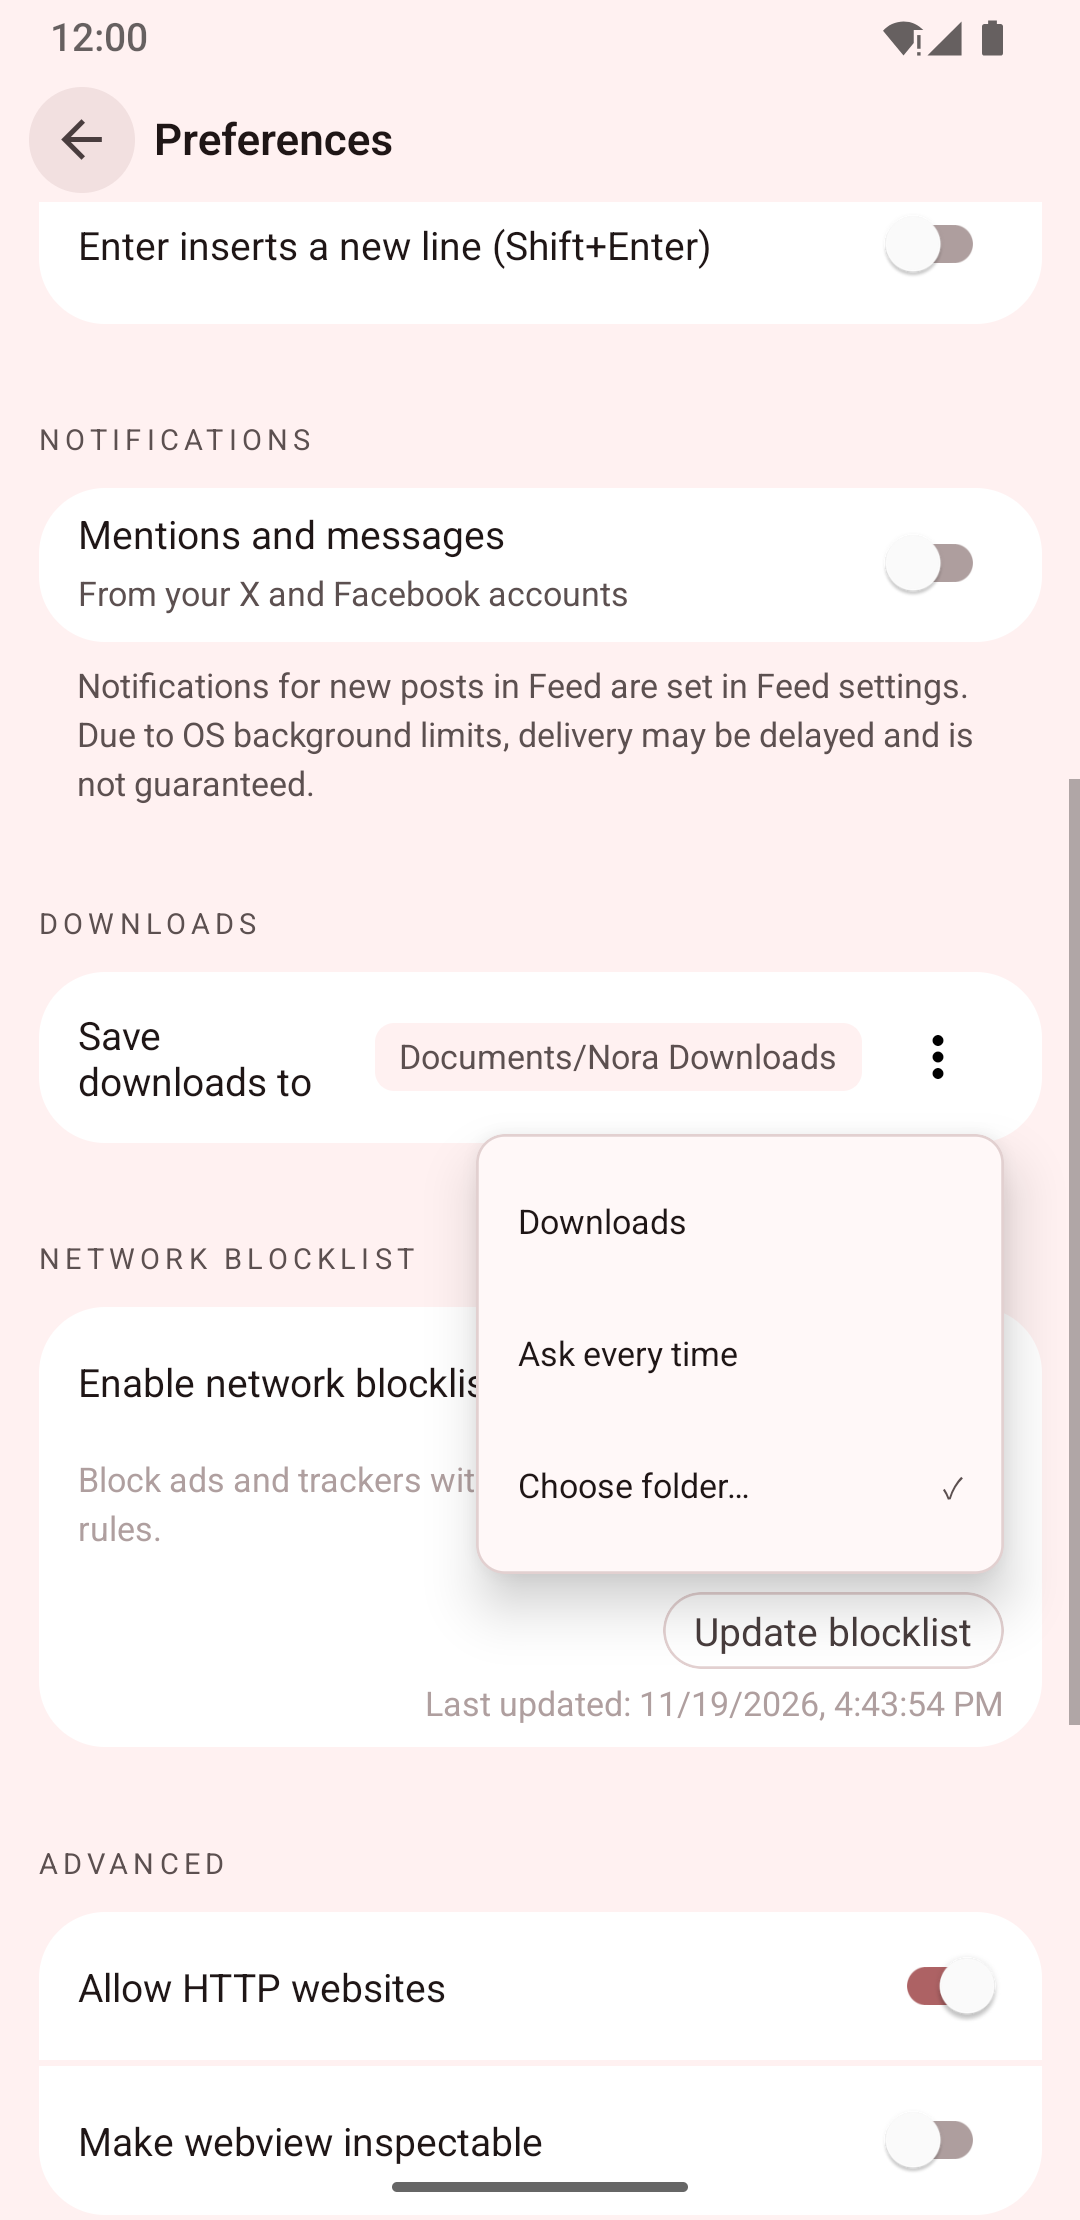 12:00
Preferences
Enter inserts a new line (Shift+Enter)
NOTIFICATIONS
Mentions and messages
From your X and Facebook accounts
Notifications for new posts in Feed are set in Feed settings.
Due to OS background limits, delivery may be delayed and is
not guaranteed.
DOWNLOADS
Save
downloads to
Documents/Nora Downloads
Downloads
Ask every time
Choose folder... ✓
NETWORK BLOCKLIST
Enable network blocklis
Block ads and trackers wit
rules.
Update blocklist
Last updated: 11/19/2026, 4:43:54 PM
ADVANCED
Allow HTTP websites
Make webview inspectable